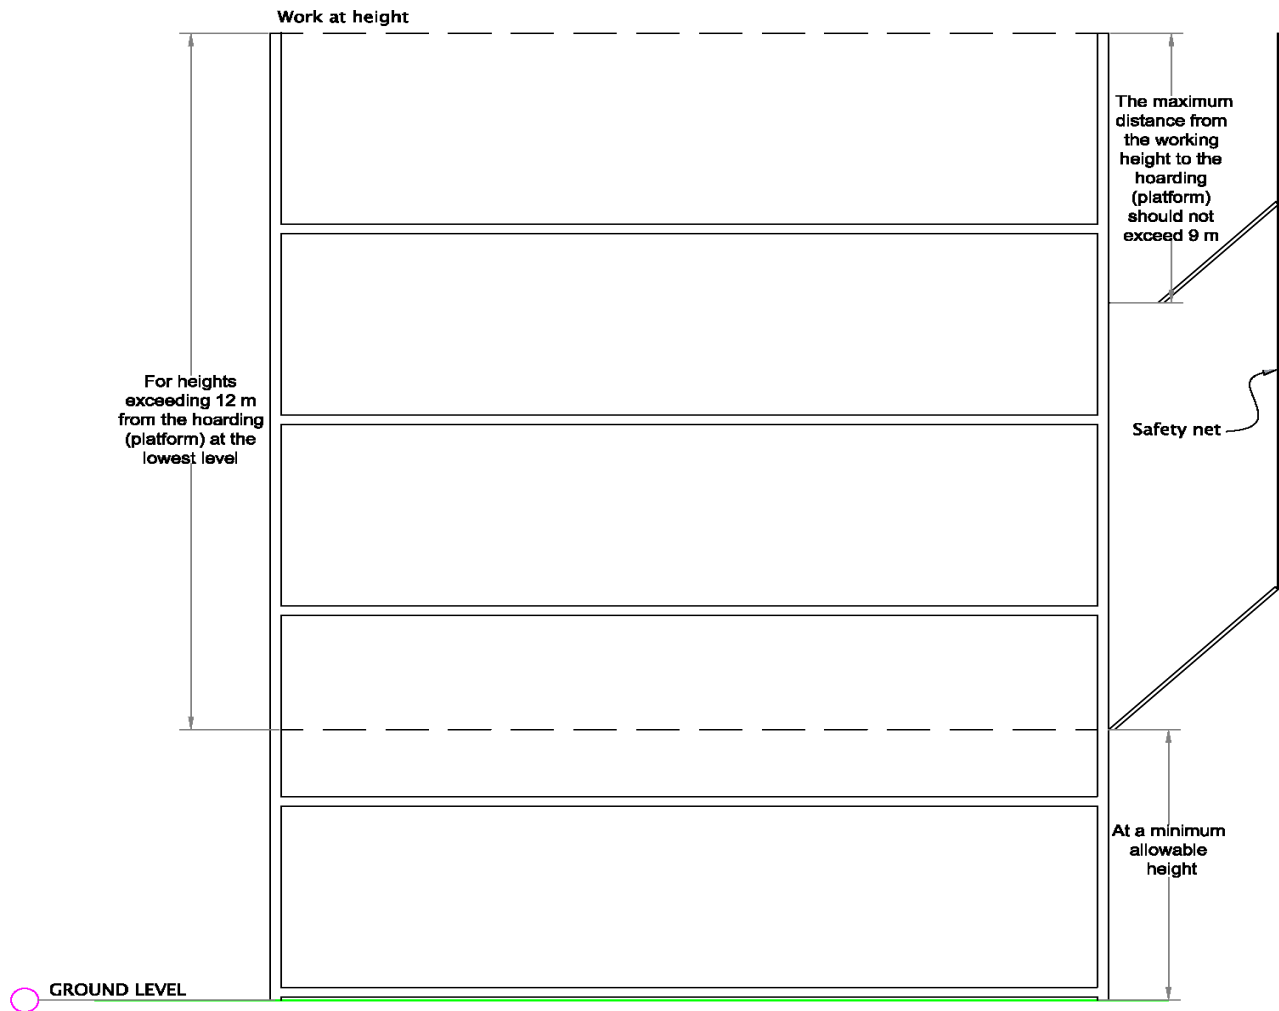 Work at height
The maximum
distance from
the working
height to the
hoarding
(platform)
should not
exceed 9 m
For heights
exceeding 12 m
from the hoarding
(platform) at the
lowest level
Safety net
At a minimum
allowable
height
GROUND LEVEL